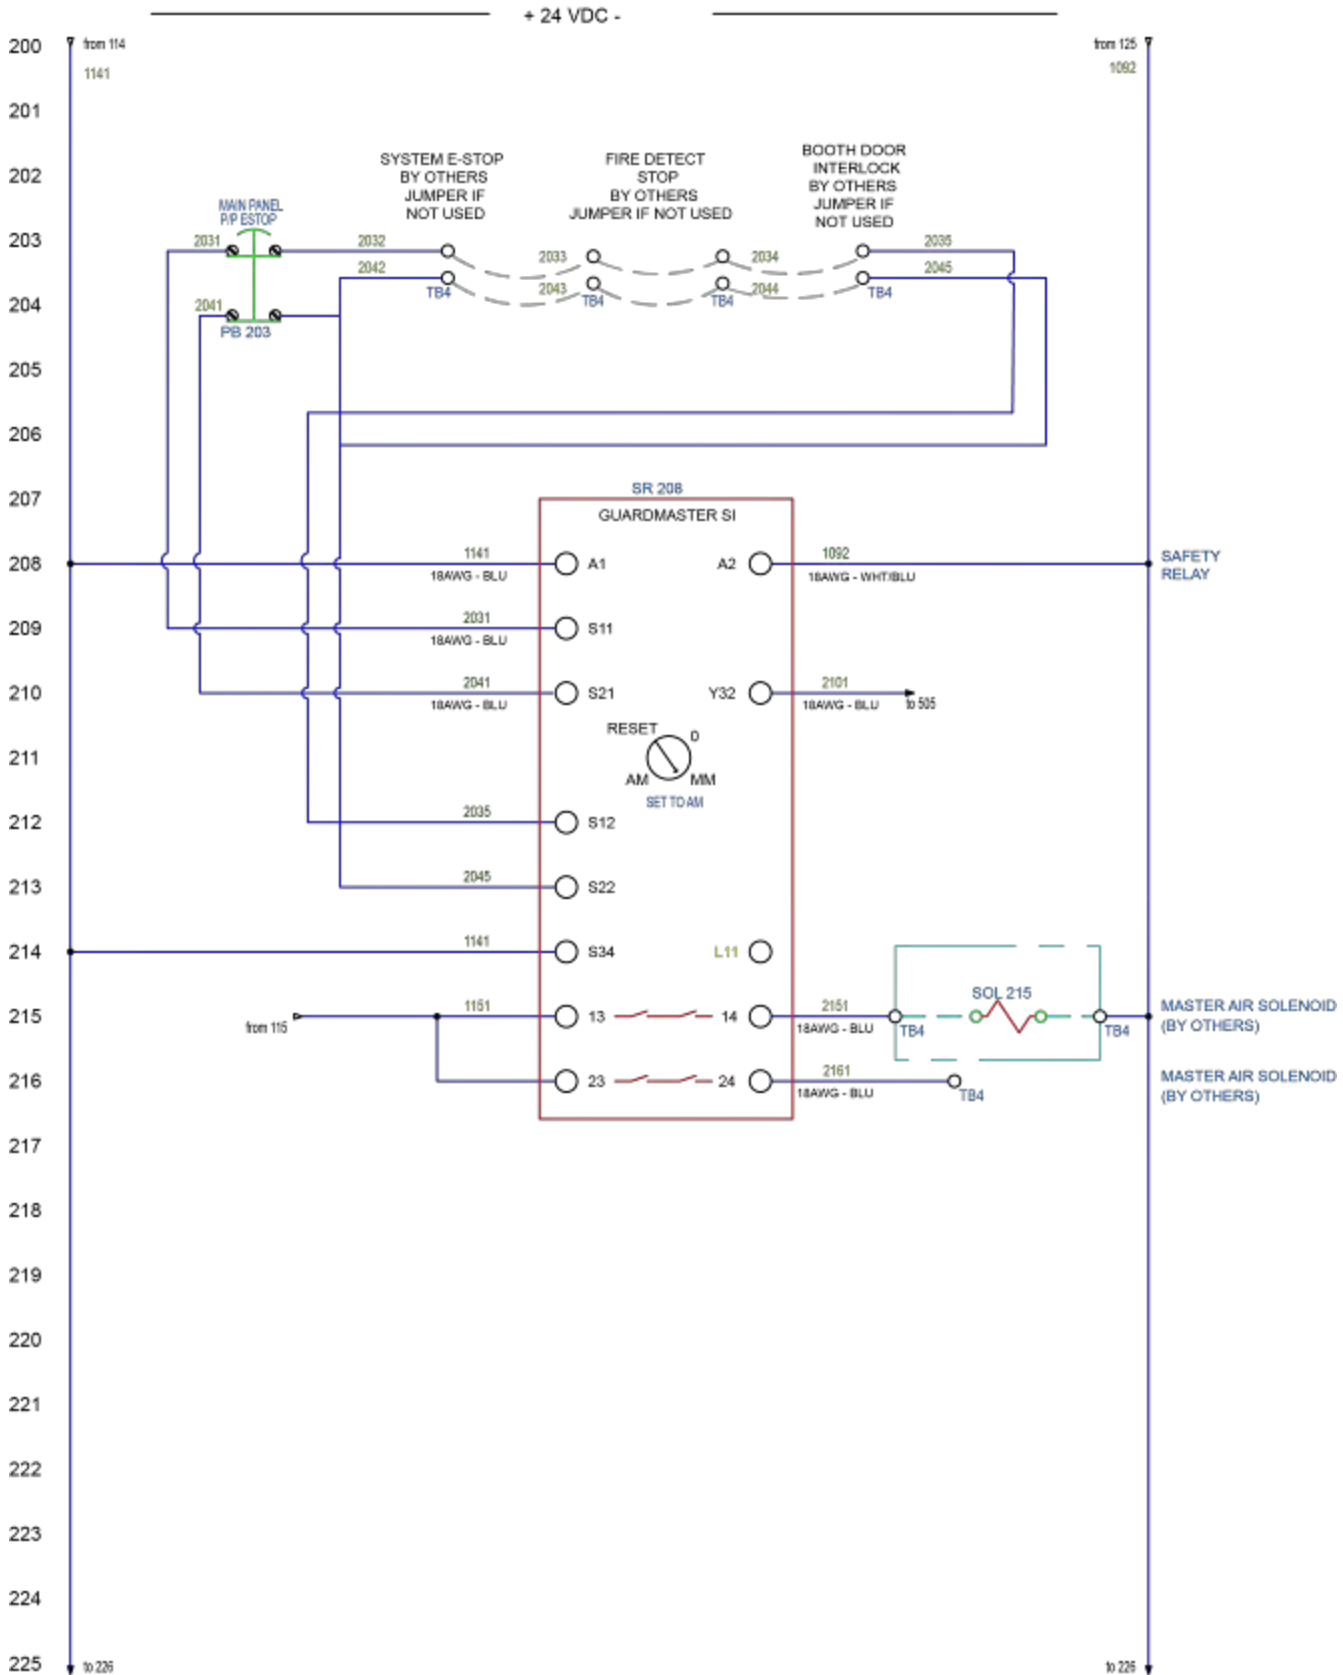 + 24 VDC -
200
from 114
from 125
1141
1092
201
202
SYSTEM E-STOP
BY OTHERS
JUMPER IF
NOT USED
FIRE DETECT
STOP
BY OTHERS
JUMPER IF NOT USED
BOOTH DOOR
INTERLOCK
BY OTHERS
JUMPER IF
NOT USED
MAIN PANEL
P/P ESTOP
203
2031
2032
2033
2034
2035
2042
2043
2044
2045
TB4
TB4
TB4
TB4
204
2041
PB 203
205
206
207
SR 208
GUARDMASTER SI
208
1141
18AWG - BLU
A1
A2
1092
18AWG - WHT/BLU
SAFETY
RELAY
209
2031
18AWG - BLU
S11
210
2041
18AWG - BLU
S21
Y32
2101
18AWG - BLU
to 505
211
RESET
0
AM
MM
SET TO AM
212
2035
S12
213
2045
S22
214
1141
S34
L11
SOL 215
215
from 115
1151
13
14
2151
18AWG - BLU
TB4
TB4
MASTER AIR SOLENOID
(BY OTHERS)
216
23
24
2161
18AWG - BLU
TB4
MASTER AIR SOLENOID
(BY OTHERS)
217
218
219
220
221
222
223
224
225
to 226
to 226